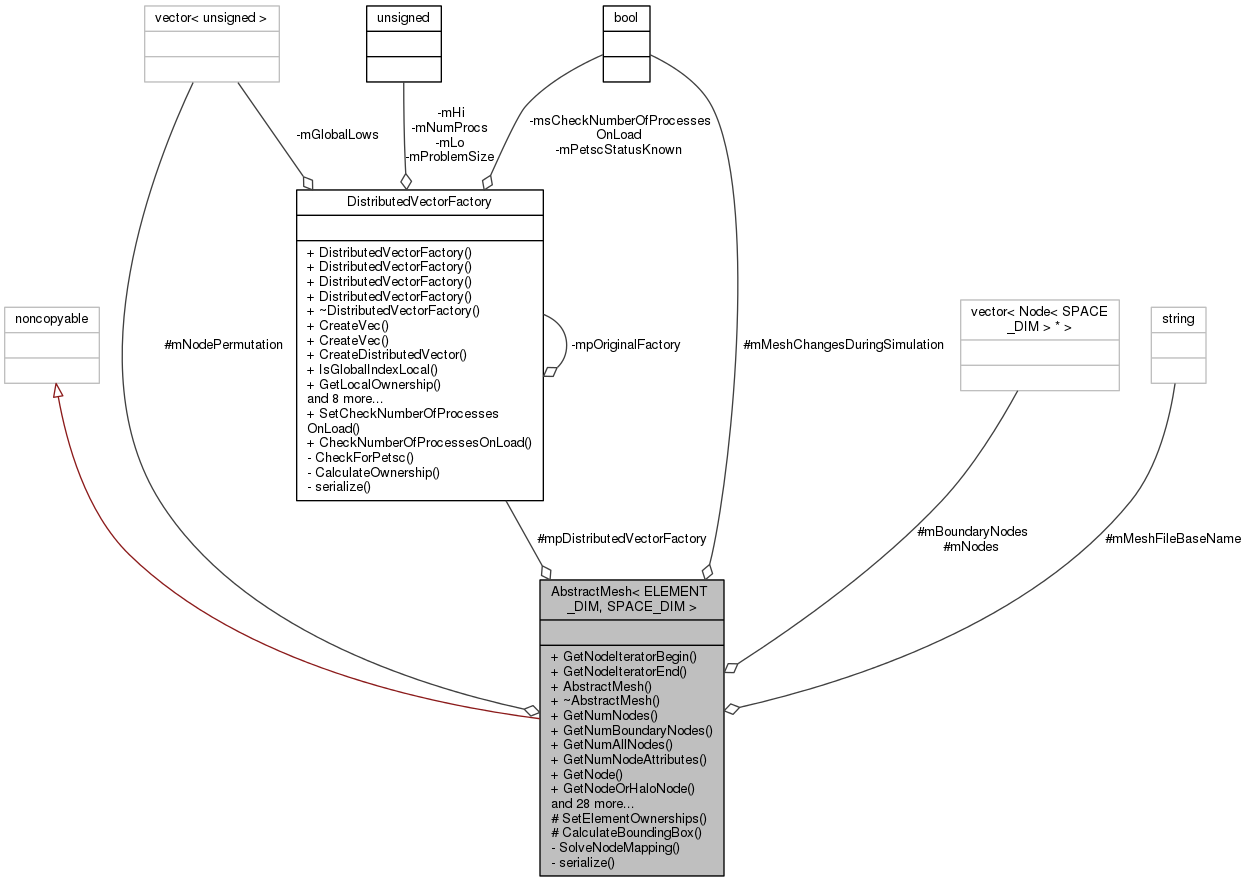 vector< unsigned >
unsigned
bool
-mGlobalLows
-mHi
-mNumProcs
-mLo
-mProblemSize
-msCheckNumberOfProcesses
OnLoad
-mPetscStatusKnown
DistributedVectorFactory
+ DistributedVectorFactory()
+ DistributedVectorFactory()
+ DistributedVectorFactory()
+ DistributedVectorFactory()
+ ~DistributedVectorFactory()
+ CreateVec()
+ CreateVec()
+ CreateDistributedVector()
+ IsGlobalIndexLocal()
+ GetLocalOwnership()
and 8 more...
+ SetCheckNumberOfProcesses
OnLoad()
+ CheckNumberOfProcessesOnLoad()
- CheckForPetsc()
- CalculateOwnership()
- serialize()
noncopyable
#mNodePermutation
-mpOriginalFactory
#mMeshChangesDuringSimulation
vector< Node< SPACE
_DIM > * >
string
#mpDistributedVectorFactory
#mBoundaryNodes
#mNodes
#mMeshFileBaseName
AbstractMesh< ELEMENT
_DIM, SPACE_DIM >
+ GetNodeIteratorBegin()
+ GetNodeIteratorEnd()
+ AbstractMesh()
+ ~AbstractMesh()
+ GetNumNodes()
+ GetNumBoundaryNodes()
+ GetNumAllNodes()
+ GetNumNodeAttributes()
+ GetNode()
+ GetNodeOrHaloNode()
and 28 more...
# SetElementOwnerships()
# CalculateBoundingBox()
- SolveNodeMapping()
- serialize()